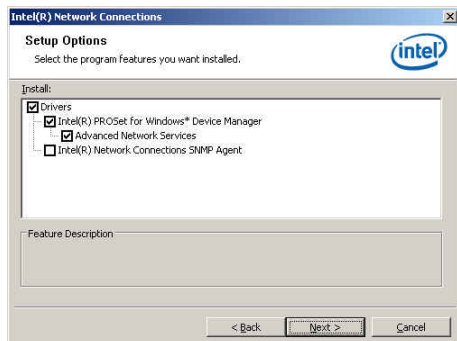 Intel(R) Network Connections
Setup Options
Select the program features you want installed.
intel
Install:
Drivers
Intel(R) PROSet for Windows* Device Manager
Advanced Network Services
Intel(R) Network Connections SNMP Agent
Feature Description
< Back
Next >
Cancel